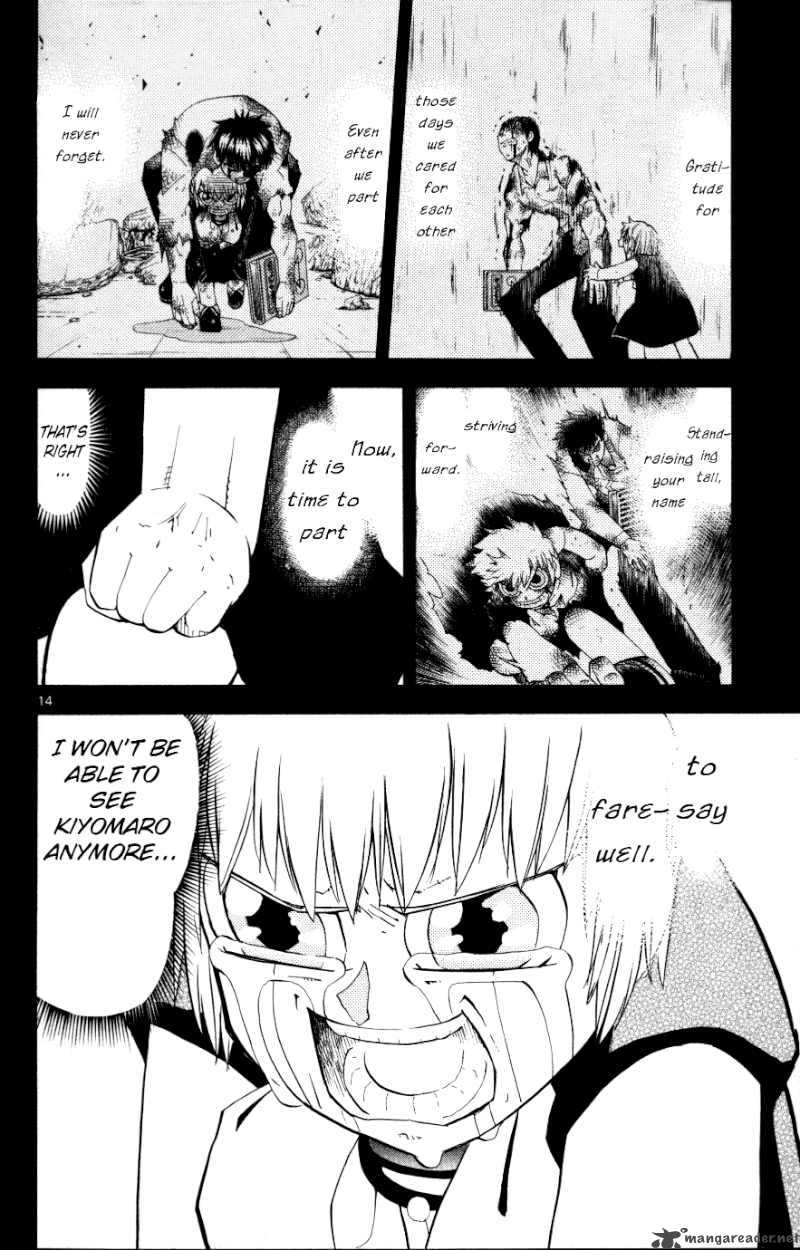 Grati-
tude
for
those
days we
cared
for
each
other
Even
after
we
part
I will
never
forget.
Stand-
ing
tall,
raising
your
name
striving
for-
ward.
Now,
it is
time to
part
THAT'S
RIGHT
...
14
to
say
fare-
well.
I WON'T BE
ABLE TO
SEE
KIYOMARO
ANYMORE...
mangareader.net